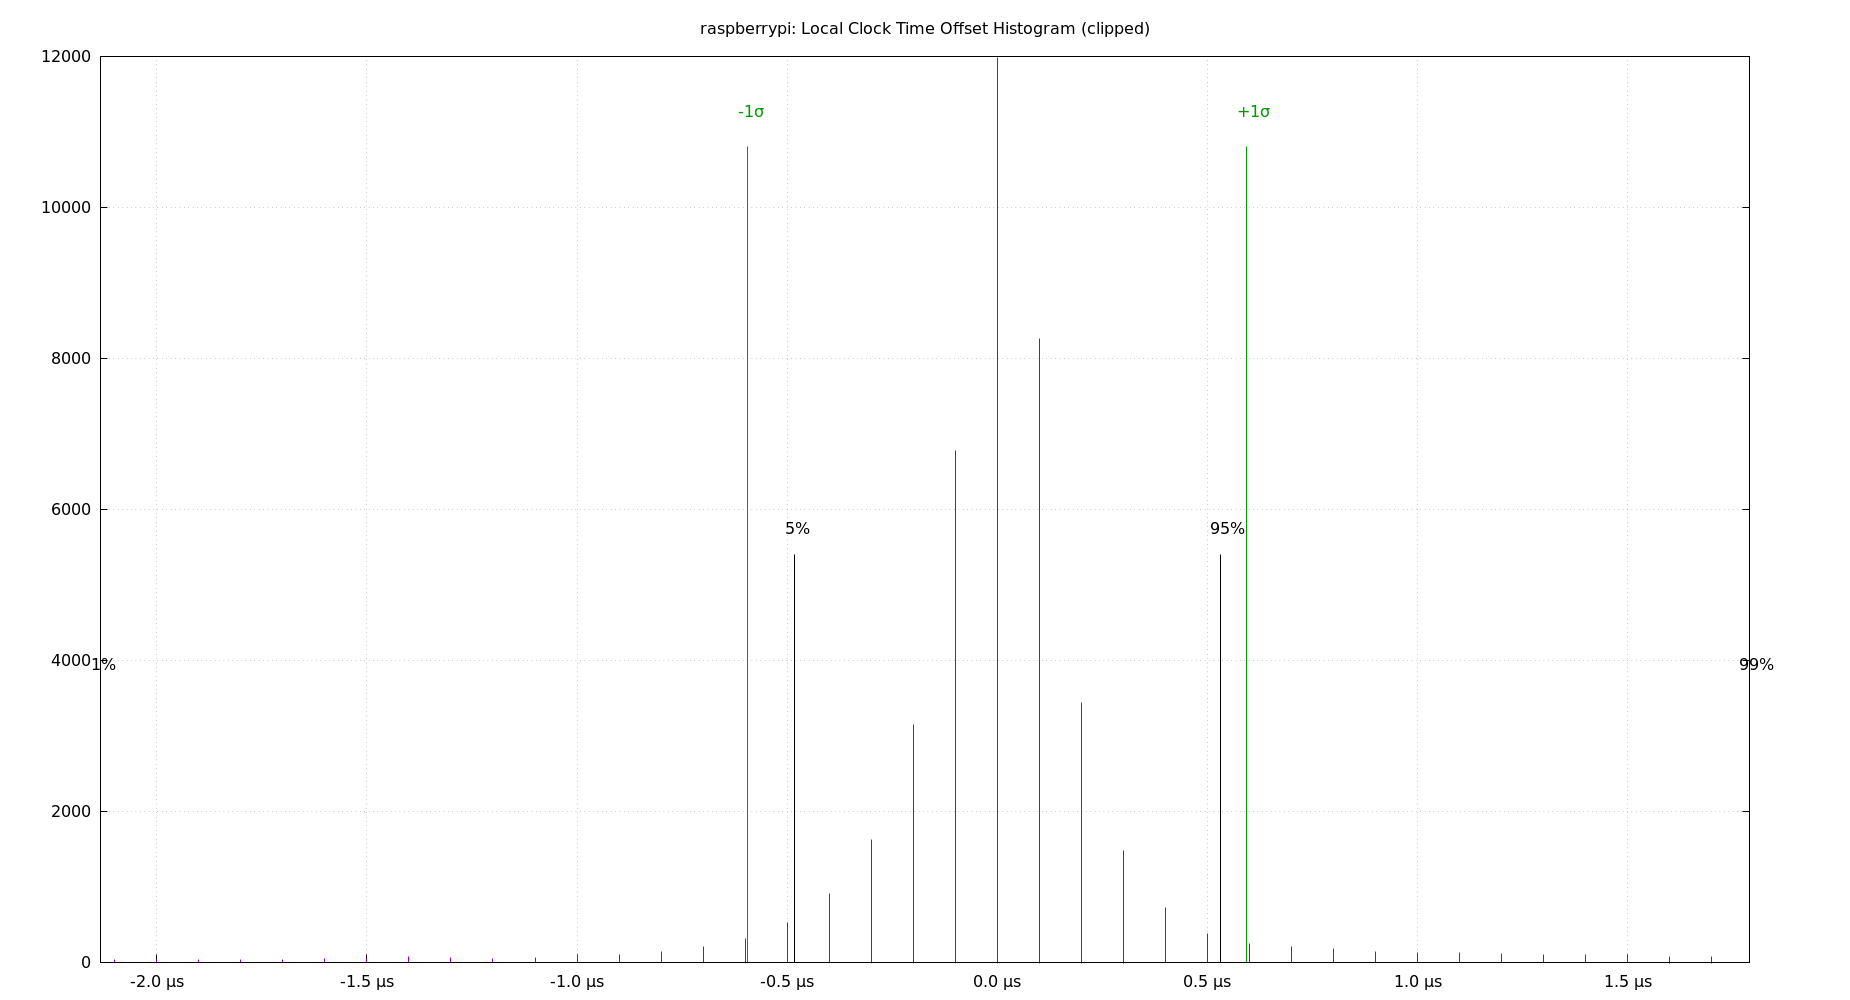 raspberrypi: Local Clock Time Offset Histogram (clipped)
12000
-1σ +1σ
10000
8000
6000
5% 95%
4000 1% 99%
2000
0
-2.0 µs -1.5 µs -1.0 µs -0.5 µs 0.0 µs 0.5 µs 1.0 µs 1.5 µs